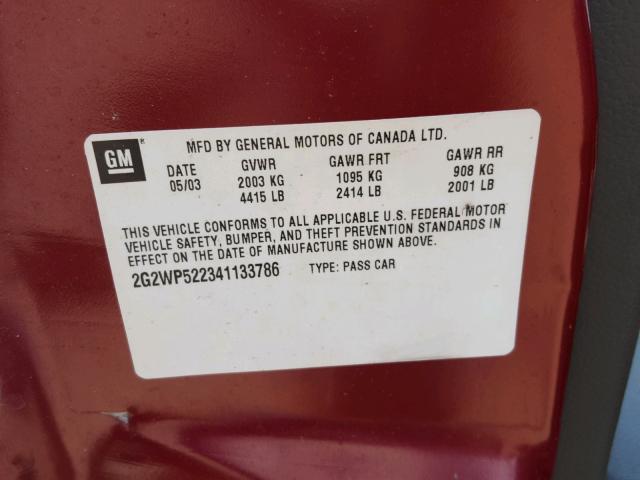 GM®
MFD BY GENERAL MOTORS OF CANADA LTD.
DATE GVWR GAWR FRT GAWR RR
05/03 2003 KG 1095 KG 908 KG
4415 LB 2414 LB 2001 LB
THIS VEHICLE CONFORMS TO ALL APPLICABLE U.S. FEDERAL MOTOR
VEHICLE SAFETY, BUMPER, AND THEFT PREVENTION STANDARDS IN
EFFECT ON THE DATE OF MANUFACTURE SHOWN ABOVE.
2G2WP522341133786 TYPE: PASS CAR